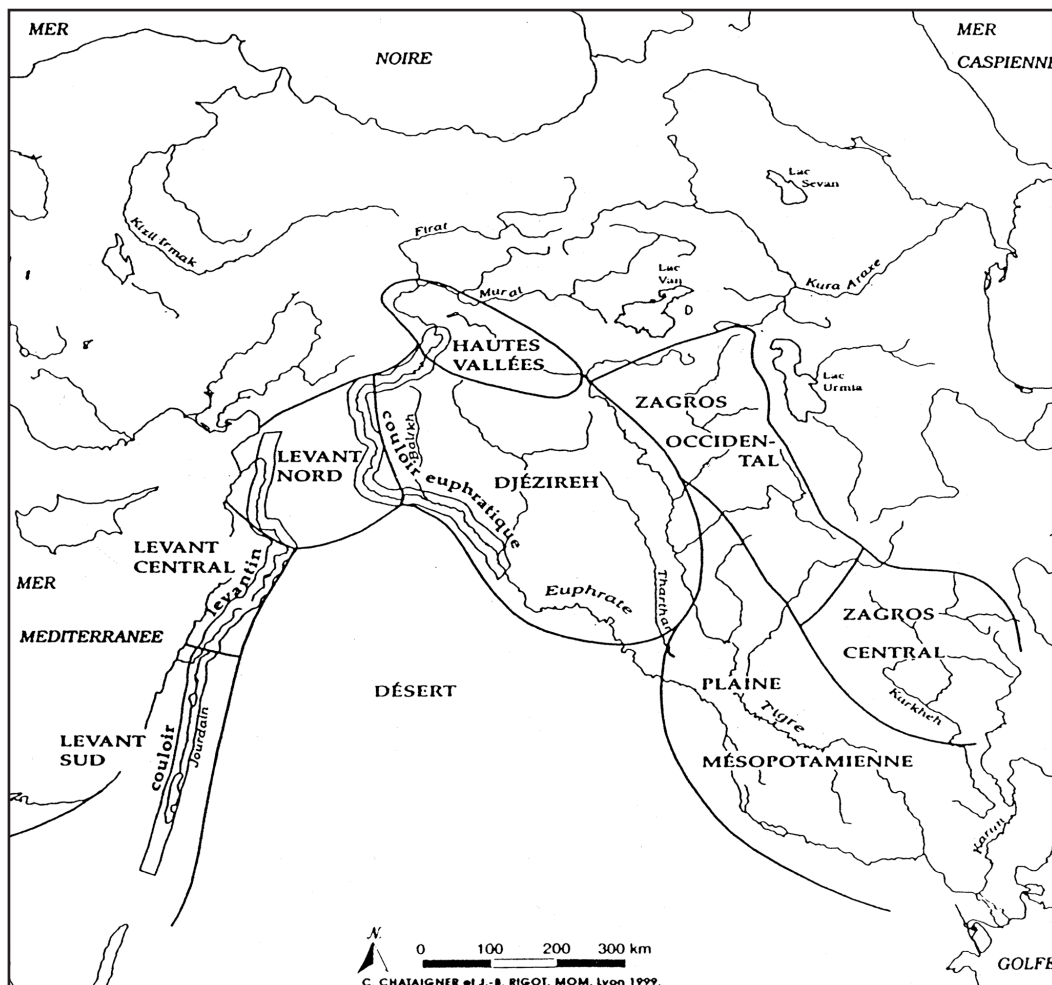 MER
NOIRE
MER
CASPIENNE
Lac
Sevan
Kizil Irmak
Firat
Lac
Van
Kura Araxe
Murat
HAUTES
VALLÉES
Lac
Urmia
ZAGROS
OCCIDEN-
TAL
Balikh
couloir euphratique
LEVANT
NORD
DJÉZIREH
LEVANT
CENTRAL
levantin
MER
MEDITERRANEE
Euphrate
Tharthar
ZAGROS
CENTRAL
PLAINE
Kurkheh
DÉSERT
Tigre
LEVANT
SUD
couloir
Jourdain
MÉSOPOTAMIENNE
Karun
N.
0 100 200 300 km
GOLFE
C. CHATAIGNER et J.-B. RIGOT, MOM, Lyon 1999.